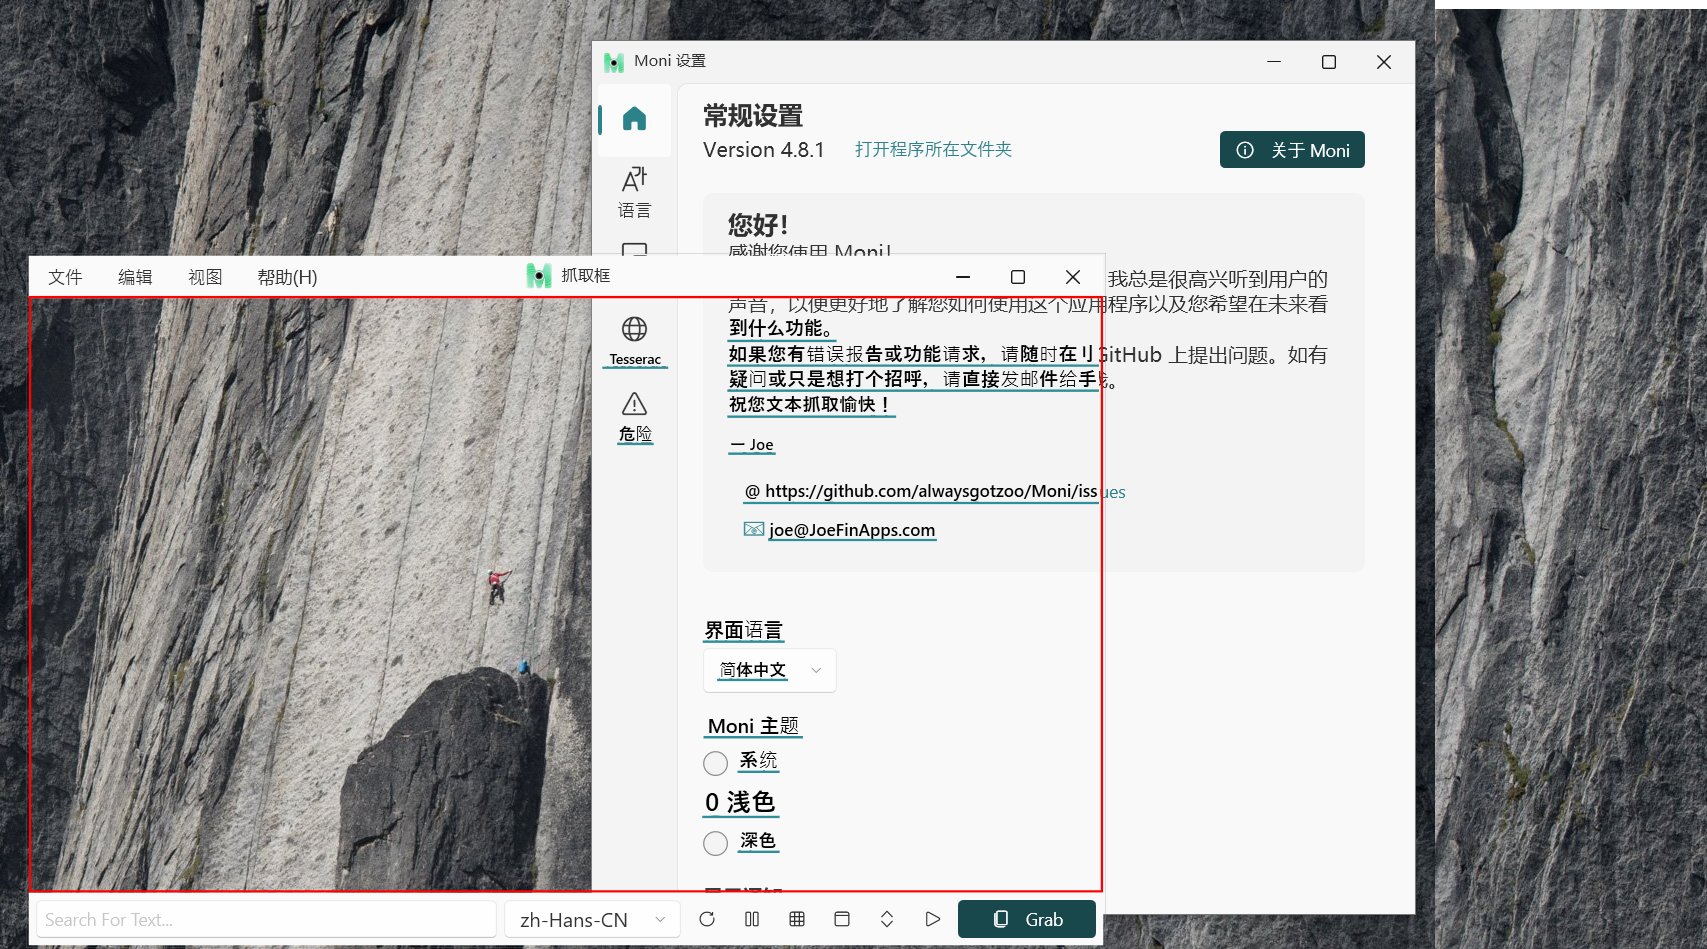 Moni 设置
常规设置
Version 4.8.1
打开程序所在文件夹
关于 Moni
语言
您好！
感谢您使用 Moni！
文件
编辑
视图
帮助(H)
抓取框
我总是很高兴听到用户的
声音，以便更好地了解您如何使用这个应用程序以及您希望在未来看
到什么功能。
如果您有错误报告或功能请求，请随时在 GitHub 上提出问题。如有
疑问或只是想打个招呼，请直接发邮件给手
祝您文本抓取愉快！
一 Joe
@ https://github.com/alwaysgotzoo/Moni/issues
joe@JoeFinApps.com
Tesserac
危险
界面语言
简体中文
Moni 主题
系统
0 浅色
深色
Search For Text...
zh-Hans-CN
Grab